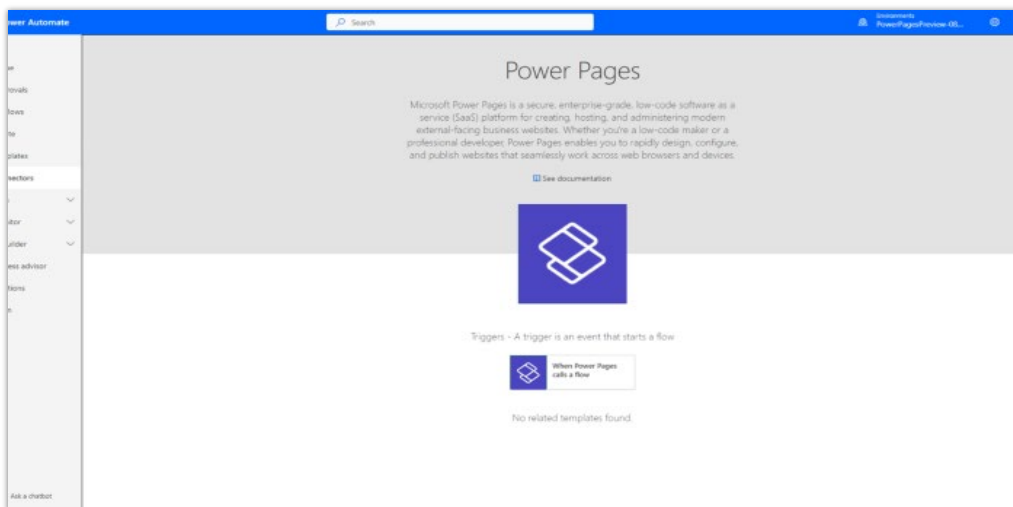 wer Automate
Search
Environments
PowerPagesPreview-08...
rovals
lows
plates
nectors
itor
uilder
ess advisor
tions
Ask a chatbot
Power Pages
Microsoft Power Pages is a secure, enterprise-grade, low-code software as a
service (SaaS) platform for creating, hosting, and administering modern
external-facing business websites. Whether you're a low-code maker or a
professional developer, Power Pages enables you to rapidly design, configure,
and publish websites that seamlessly work across web browsers and devices.
See documentation
Triggers - A trigger is an event that starts a flow
When Power Pages
calls a flow
No related templates found.